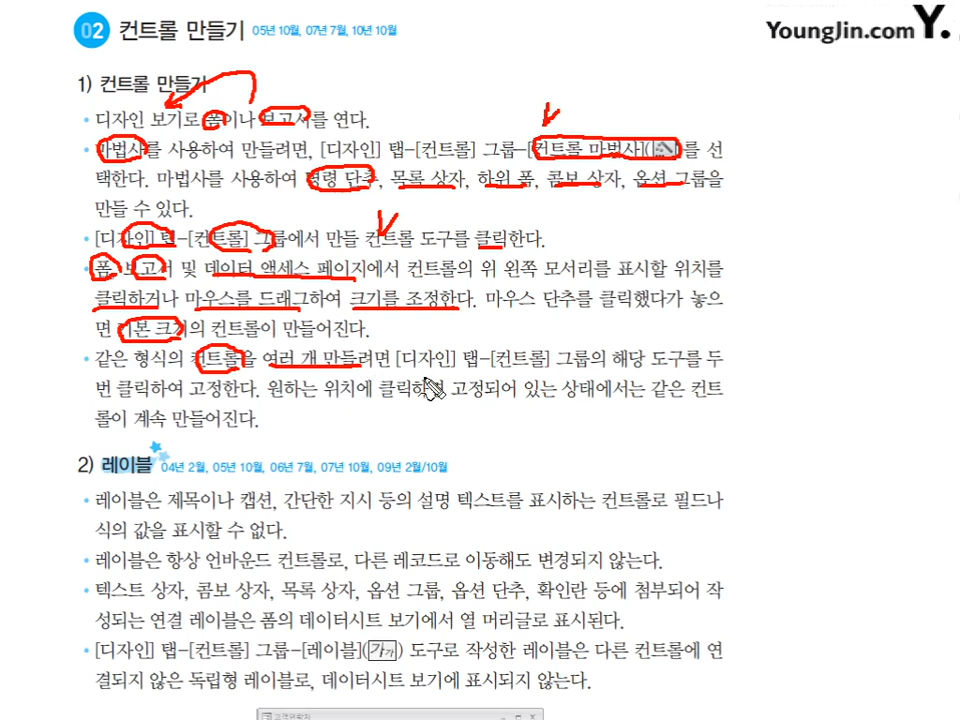 02 컨트롤 만들기 05년 10월, 07년 7월, 10년 10월
YoungJin.com Y.
1) 컨트롤 만들기
• 디자인 보기로 폼이나 보고서를 연다.
• 마법사를 사용하여 만들려면, [디자인] 탭-[컨트롤] 그룹-[컨트롤 마법사]( )를 선
택한다. 마법사를 사용하여 명령 단추, 목록 상자, 하위 폼, 콤보 상자, 옵션 그룹을
만들 수 있다.
• [디자인] 탭-[컨트롤] 그룹에서 만들 컨트롤 도구를 클릭한다.
• 폼, 보고서 및 데이터 액세스 페이지에서 컨트롤의 위 왼쪽 모서리를 표시할 위치를
클릭하거나 마우스를 드래그하여 크기를 조정한다. 마우스 단추를 클릭했다가 놓으
면 기본 크기의 컨트롤이 만들어진다.
• 같은 형식의 컨트롤을 여러 개 만들려면 [디자인] 탭-[컨트롤] 그룹의 해당 도구를 두
번 클릭하여 고정한다. 원하는 위치에 클릭하면 고정되어 있는 상태에서는 같은 컨트
롤이 계속 만들어진다.
2) 레이블 04년 2월, 05년 10월, 06년 7월, 07년 10월, 09년 2월/10월
• 레이블은 제목이나 캡션, 간단한 지시 등의 설명 텍스트를 표시하는 컨트롤로 필드나
식의 값을 표시할 수 없다.
• 레이블은 항상 언바운드 컨트롤로, 다른 레코드로 이동해도 변경되지 않는다.
• 텍스트 상자, 콤보 상자, 목록 상자, 옵션 그룹, 옵션 단추, 확인란 등에 첨부되어 작
성되는 연결 레이블은 폼의 데이터시트 보기에서 열 머리글로 표시된다.
• [디자인] 탭-[컨트롤] 그룹-[레이블](가가) 도구로 작성한 레이블은 다른 컨트롤에 연
결되지 않은 독립형 레이블로, 데이터시트 보기에 표시되지 않는다.